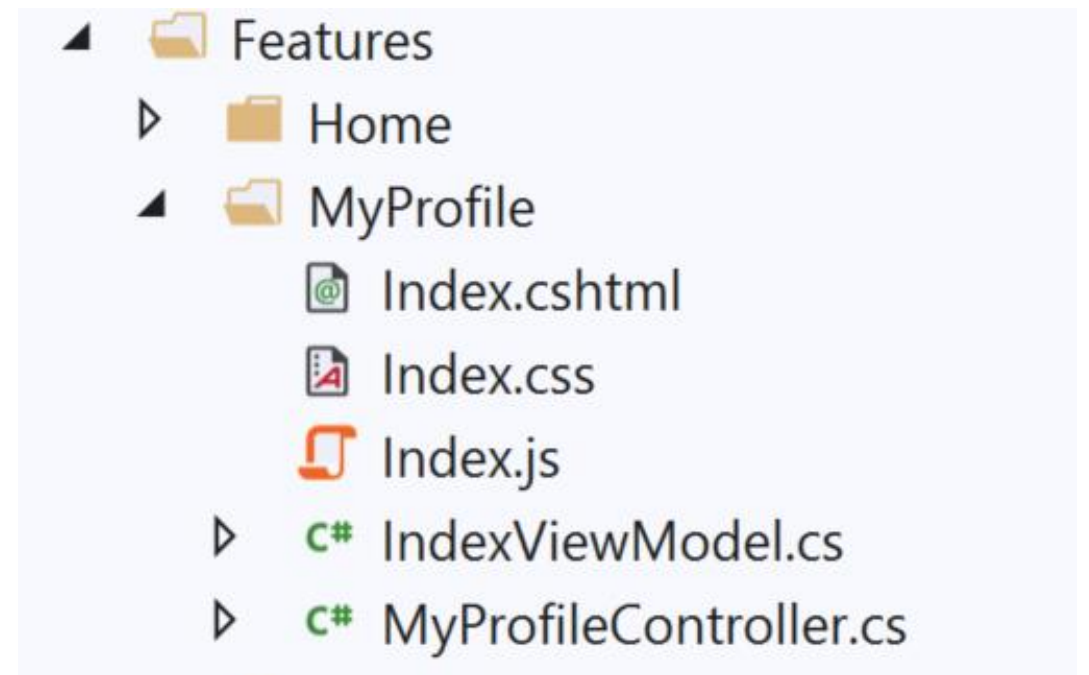 Features
Home
MyProfile
Index.cshtml
Index.css
Index.js
C# IndexViewModel.cs
C# MyProfileController.cs